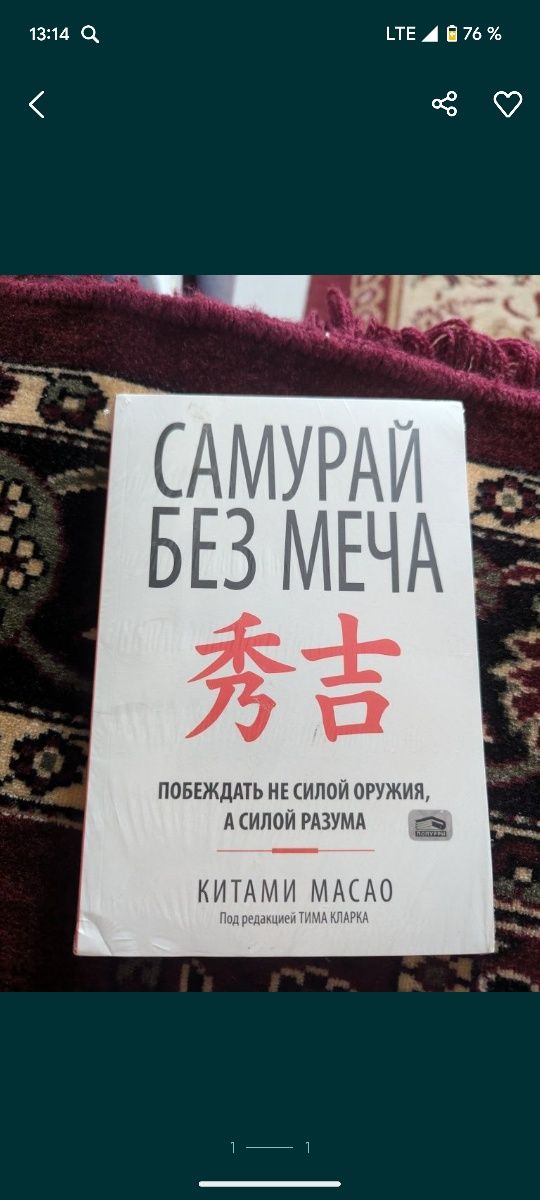 13:14
LTE 76 %
САМУРАЙ
БЕЗ МЕЧА
秀吉
ПОБЕЖДАТЬ НЕ СИЛОЙ ОРУЖИЯ,
А СИЛОЙ РАЗУМА
ПОПУРРИ
КИТАМИ МАСАО
Под редакцией ТИМА КЛАРКА
1 1